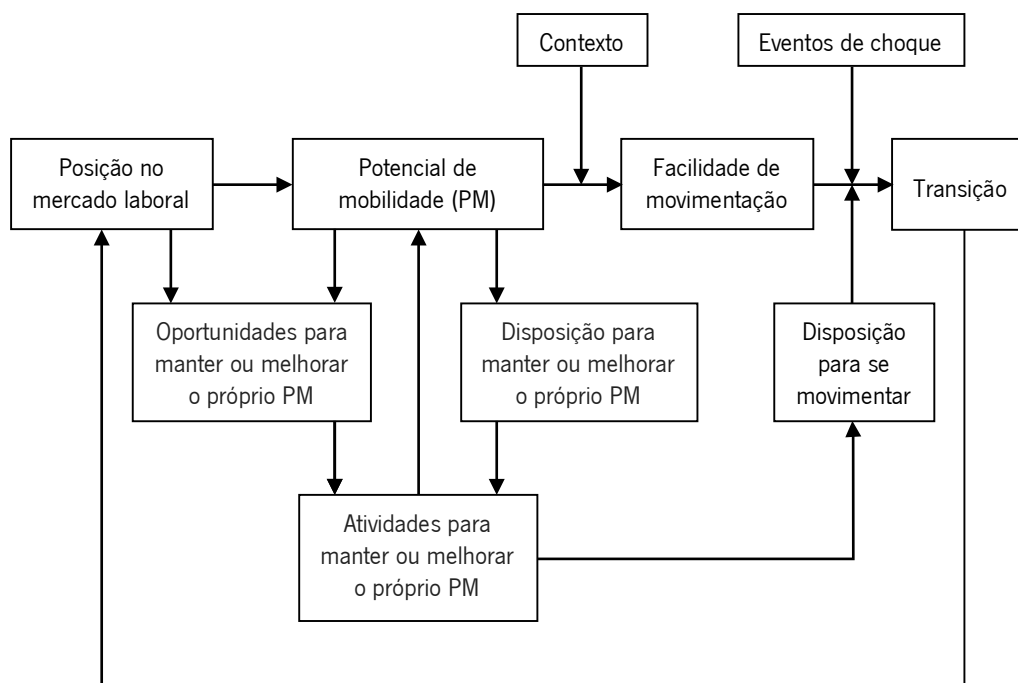 Contexto
Eventos de choque
Posição no
mercado laboral
Potencial de
mobilidade (PM)
Facilidade de
movimentação
Transição
Oportunidades para
manter ou melhorar
o próprio PM
Disposição para
manter ou melhorar
o próprio PM
Disposição
para se
movimentar
Atividades para
manter ou melhorar
o próprio PM